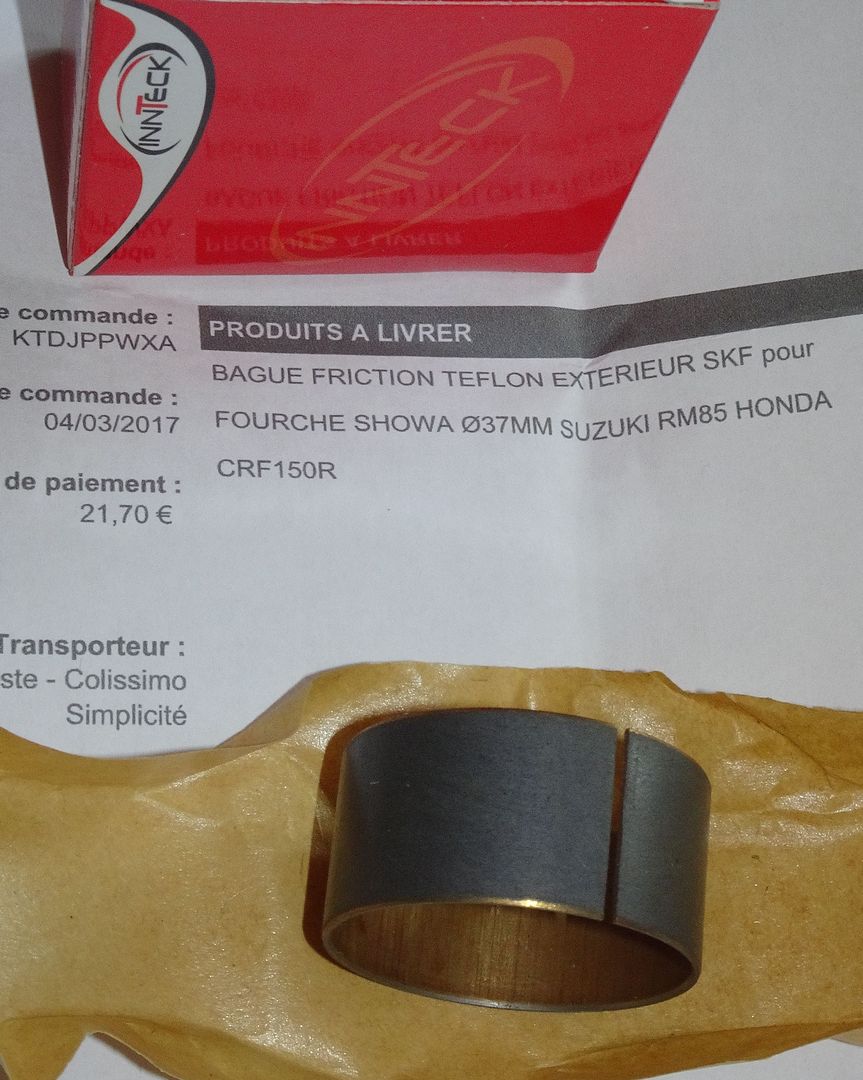 INNTECK
INNTECK
e commande :
KTDJPPWXA
e commande :
04/03/2017
de paiement :
21,70 €
Transporteur :
ste - Colissimo
Simplicité
PRODUITS A LIVRER
BAGUE FRICTION TEFLON EXTERIEUR SKF pour
FOURCHE SHOWA Ø37MM SUZUKI RM85 HONDA
CRF150R